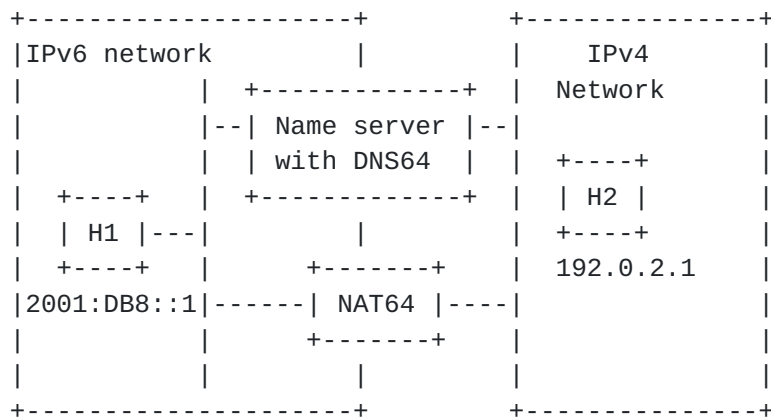 IPv6 network
IPv4
Network
Name server
with DNS64
H2
H1
192.0.2.1
2001:DB8::1
NAT64